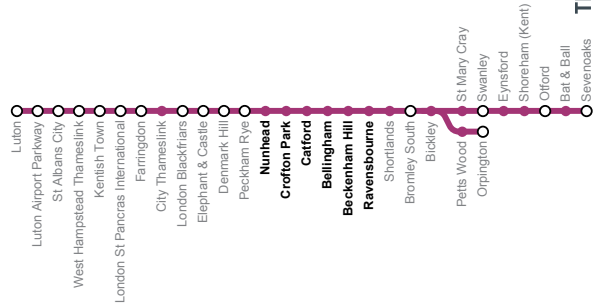 Luton
Luton Airport Parkway
St Albans City
West Hampstead Thameslink
Kentish Town
London St Pancras International
Farringdon
City Thameslink
London Blackfriars
Elephant & Castle
Denmark Hill
Peckham Rye
Nunhead
Crofton Park
Catford
Bellingham
Beckenham Hill
Ravensbourne
Shortlands
Bromley South
Bickley
Petts Wood
Orpington
St Mary Cray
Swanley
Eynsford
Shoreham (Kent)
Otford
Bat & Ball
Sevenoaks